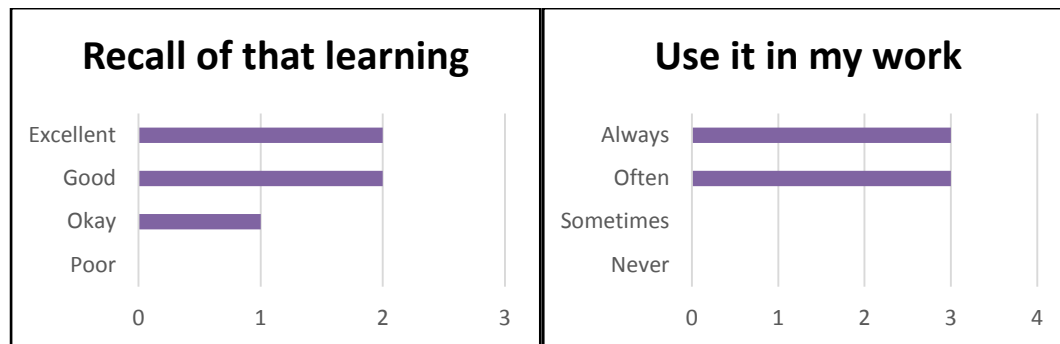 Recall of that learning
Excellent
Good
Okay
Poor
0 1 2 3
Use it in my work
Always
Often
Sometimes
Never
0 1 2 3 4